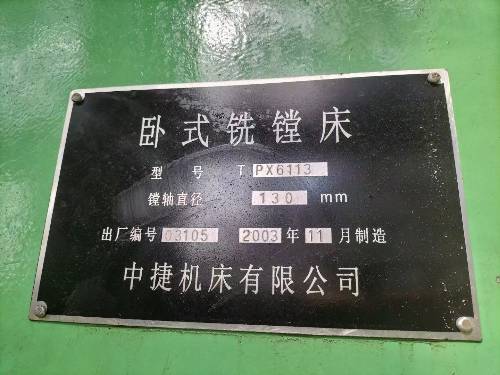 卧式铣镗床
型号 T PX6113
镗轴直径 130 mm
出厂编号 03105 2003年11月制造
中捷机床有限公司